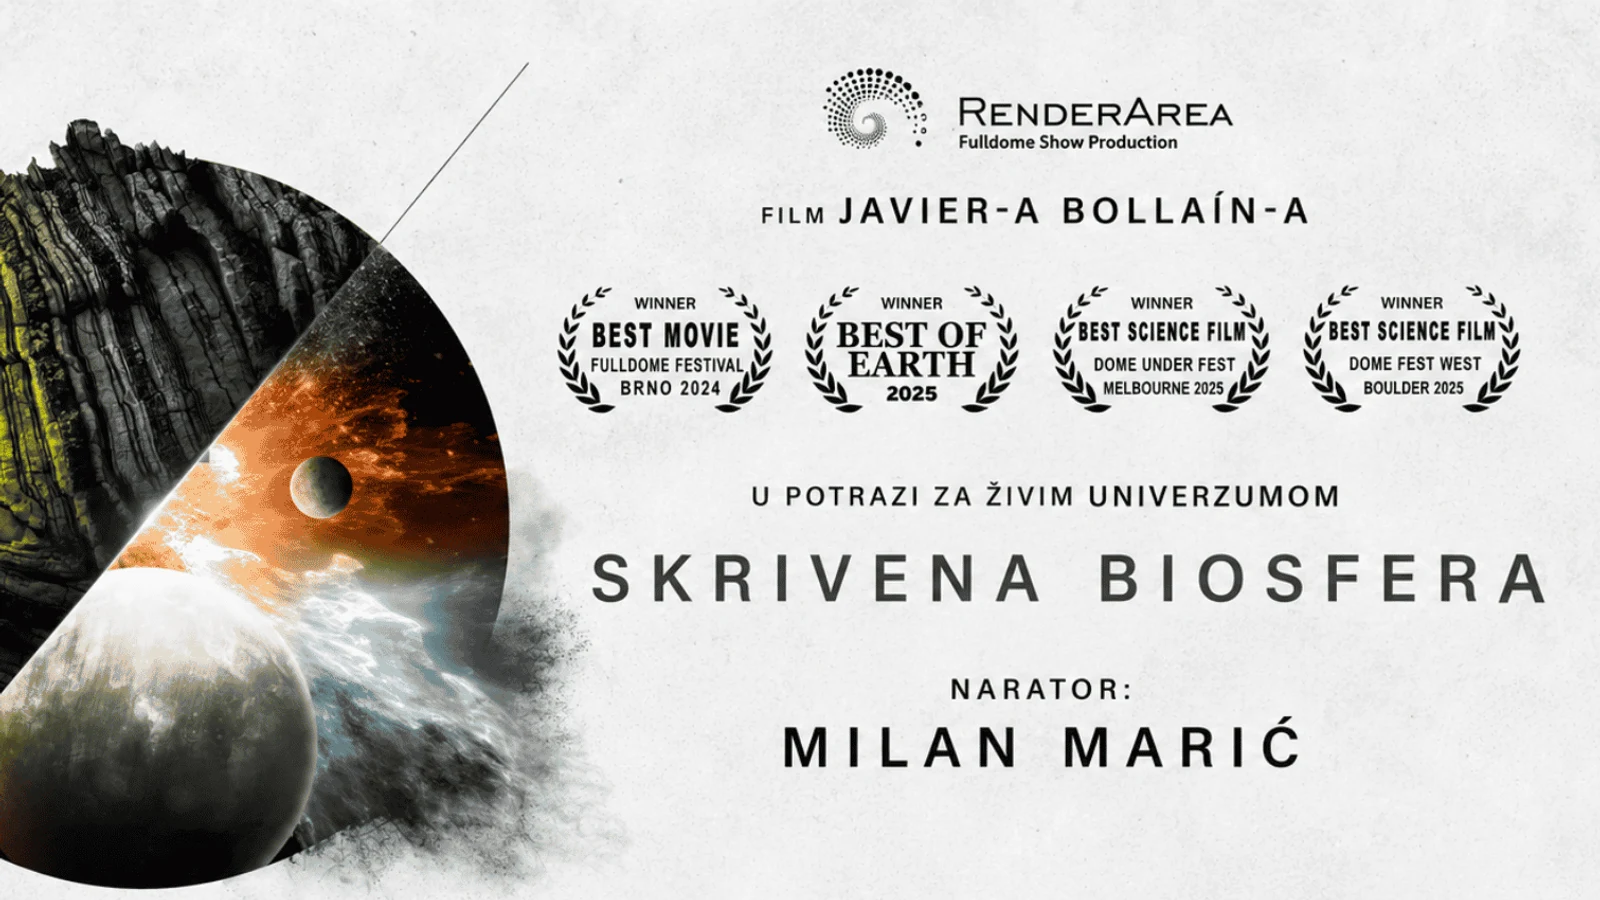 RENDERAREA
Fulldome Show Production
FILM JAVIER-A BOLLAÍN-A
WINNER
BEST MOVIE
FULLDOME FESTIVAL
BRNO 2024
WINNER
BEST OF
EARTH
2025
WINNER
BEST SCIENCE FILM
DOME UNDER FEST
MELBOURNE 2025
WINNER
BEST SCIENCE FILM
DOME FEST WEST
BOULDER 2025
U POTRAZI ZA ŽIVIM UNIVERZUMOM
SKRIVENA BIOSFERA
NARATOR:
MILAN MARIĆ